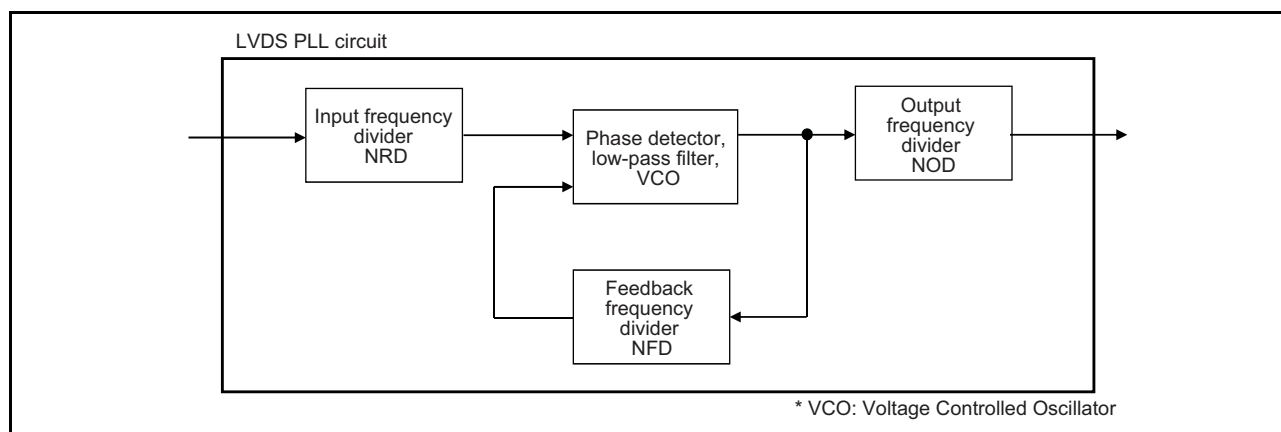 LVDS PLL circuit
Input frequency
divider
NRD
Phase detector,
low-pass filter,
VCO
Output
frequency
divider
NOD
Feedback
frequency
divider
NFD
* VCO: Voltage Controlled Oscillator